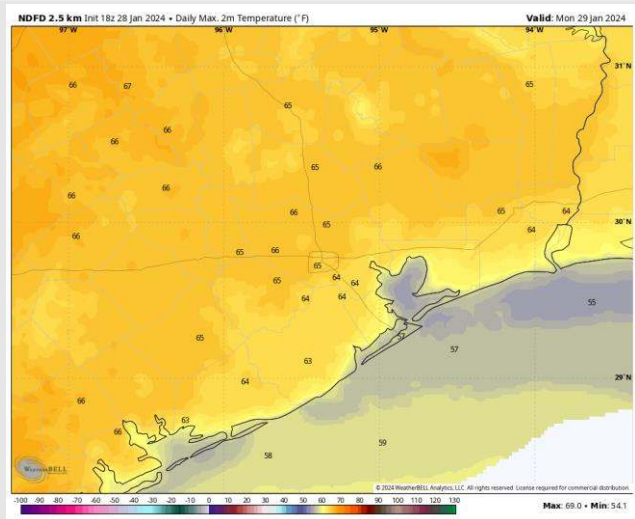 NDFD 2.5 km Init 18z 28 Jan 2024 • Daily Max. 2m Temperature (°F)
Valid: Mon 29 Jan 2024
97°W 96°W 95°W 94°W
31°N
66 67 65
65
66
66
65 66
66
66
66 65 64
65 64
66
65 66
65
65 64 64
64 64
55
57
65
57
63
29°N
64
66
63
66
59
58
30°N
WeatherBELL
© 2024 WeatherBELL Analytics, LLC. All rights reserved. License required for commercial distribution.
-100 -90 -80 -70 -60 -50 -40 -30 -20 -10 0 10 20 30 40 50 60 70 80 90 100 110 120 130
Max: 69.0 • Min: 54.1